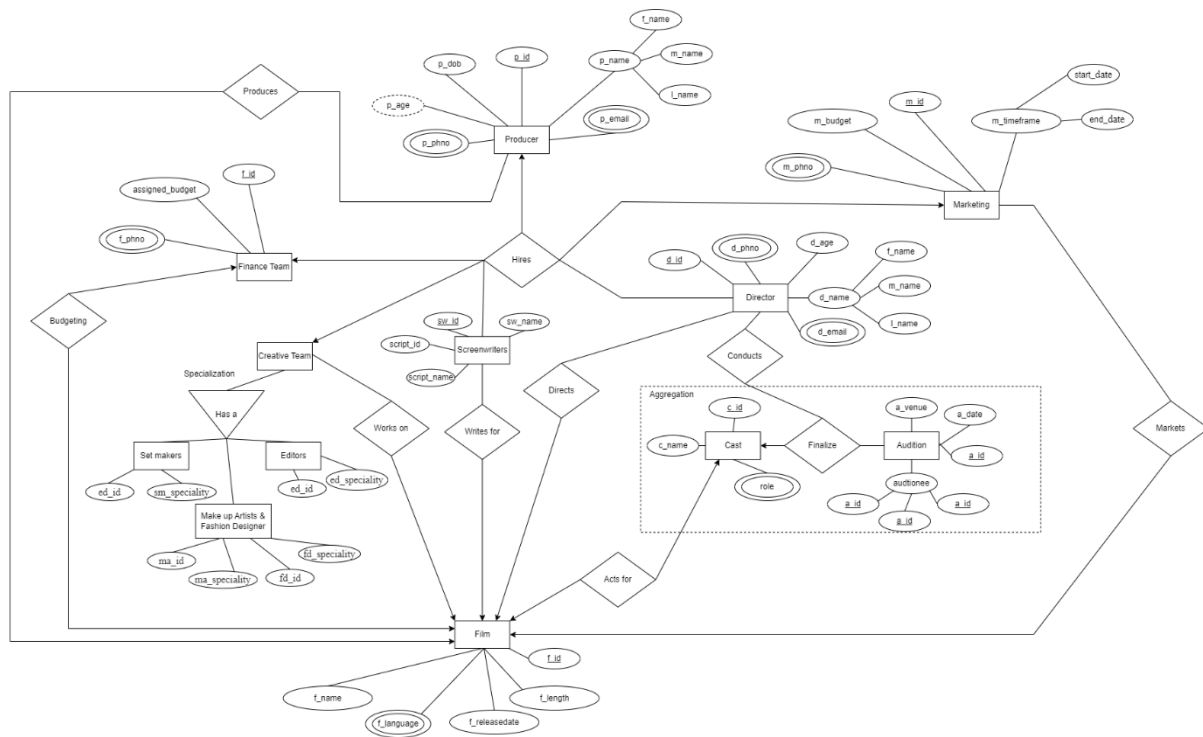 f_name
p_id
p_dob
p_name
m_name
Produces
p_age
l_name
p_email
p_phno
Producer
start_date
m_id
m_budget
m_timeframe
end_date
m_phno
Marketing
f_id
assigned_budget
f_phno
Finance Team
Hires
d_phno
d_age
d_id
f_name
Director
d_name
m_name
d_email
l_name
Budgeting
sw_id
sw_name
script_id
Screenwriters
script_name
Creative Team
Specialization
Has a
Conducts
Directs
Works on
Writes for
Markets
Aggregation
c_id
a_venue
a_date
c_name
Cast
Finalize
Audition
a_id
role
audtionee
a_id
a_id
a_id
Set makers
Editors
ed_id
sm_speciality
ed_id
ed_speciality
Make up Artists &
Fashion Designer
ma_id
ma_speciality
fd_id
fd_speciality
Acts for
Film
f_id
f_name
f_language
f_releasedate
f_length